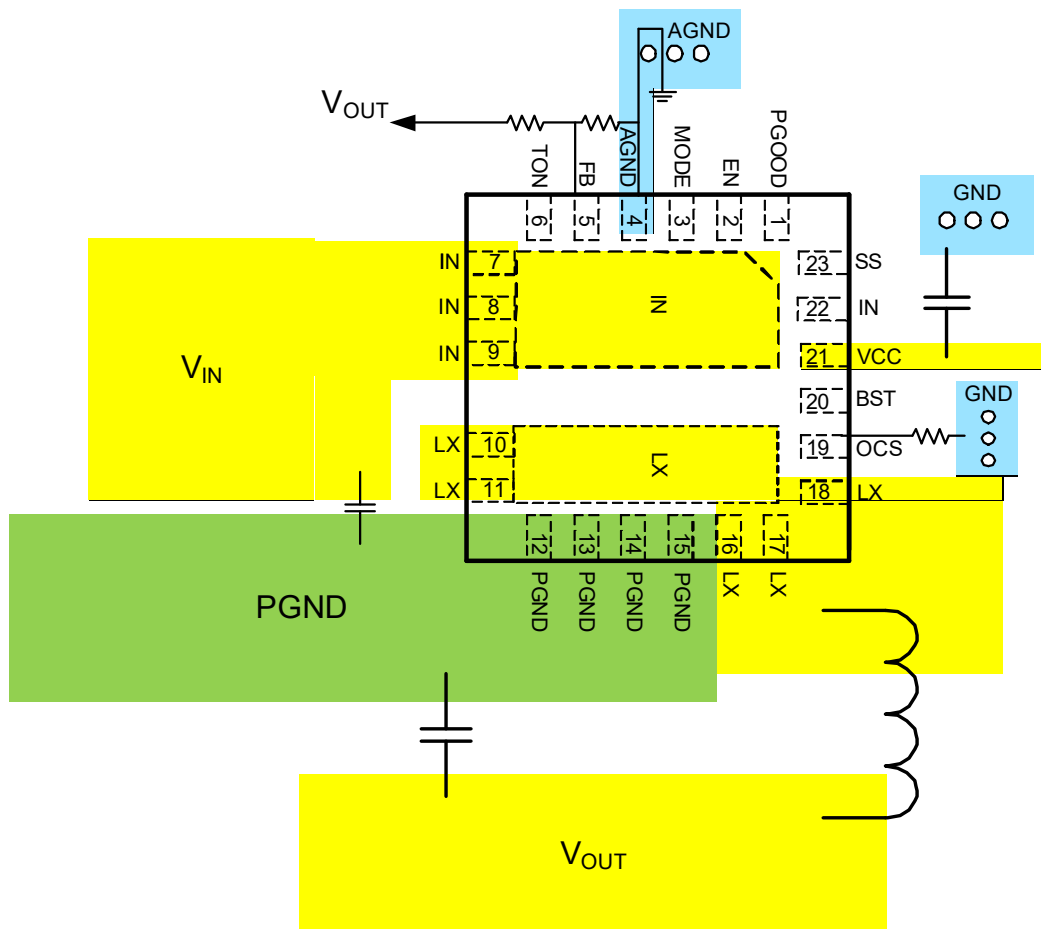 AGND
VOUT
TON
FB
AGND
MODE
EN
PGOOD
6
5
4
3
2
1
GND
IN 7
IN 8
IN 9
IN
23 SS
22 IN
21 VCC
20 BST
19 OCS
18 LX
GND
VIN
LX 10
LX 11
LX
12
13
14
15
16
17
PGND
PGND
PGND
PGND
LX
LX
PGND
VOUT